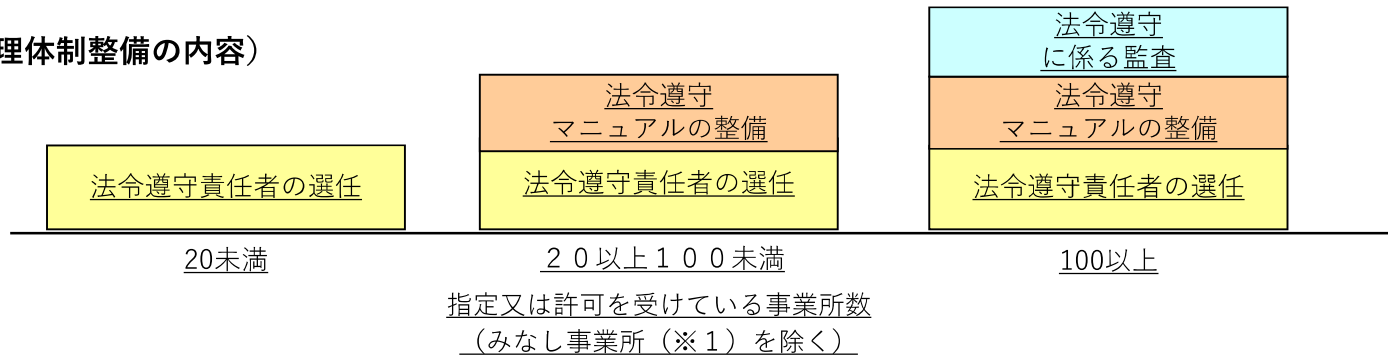 理体制整備の内容）
法令遵守
に係る監査
法令遵守
マニュアルの整備
法令遵守
マニュアルの整備
法令遵守責任者の選任
法令遵守責任者の選任
法令遵守責任者の選任
20未満
２０以上１００未満
100以上
指定又は許可を受けている事業所数
（みなし事業所（※１）を除く）